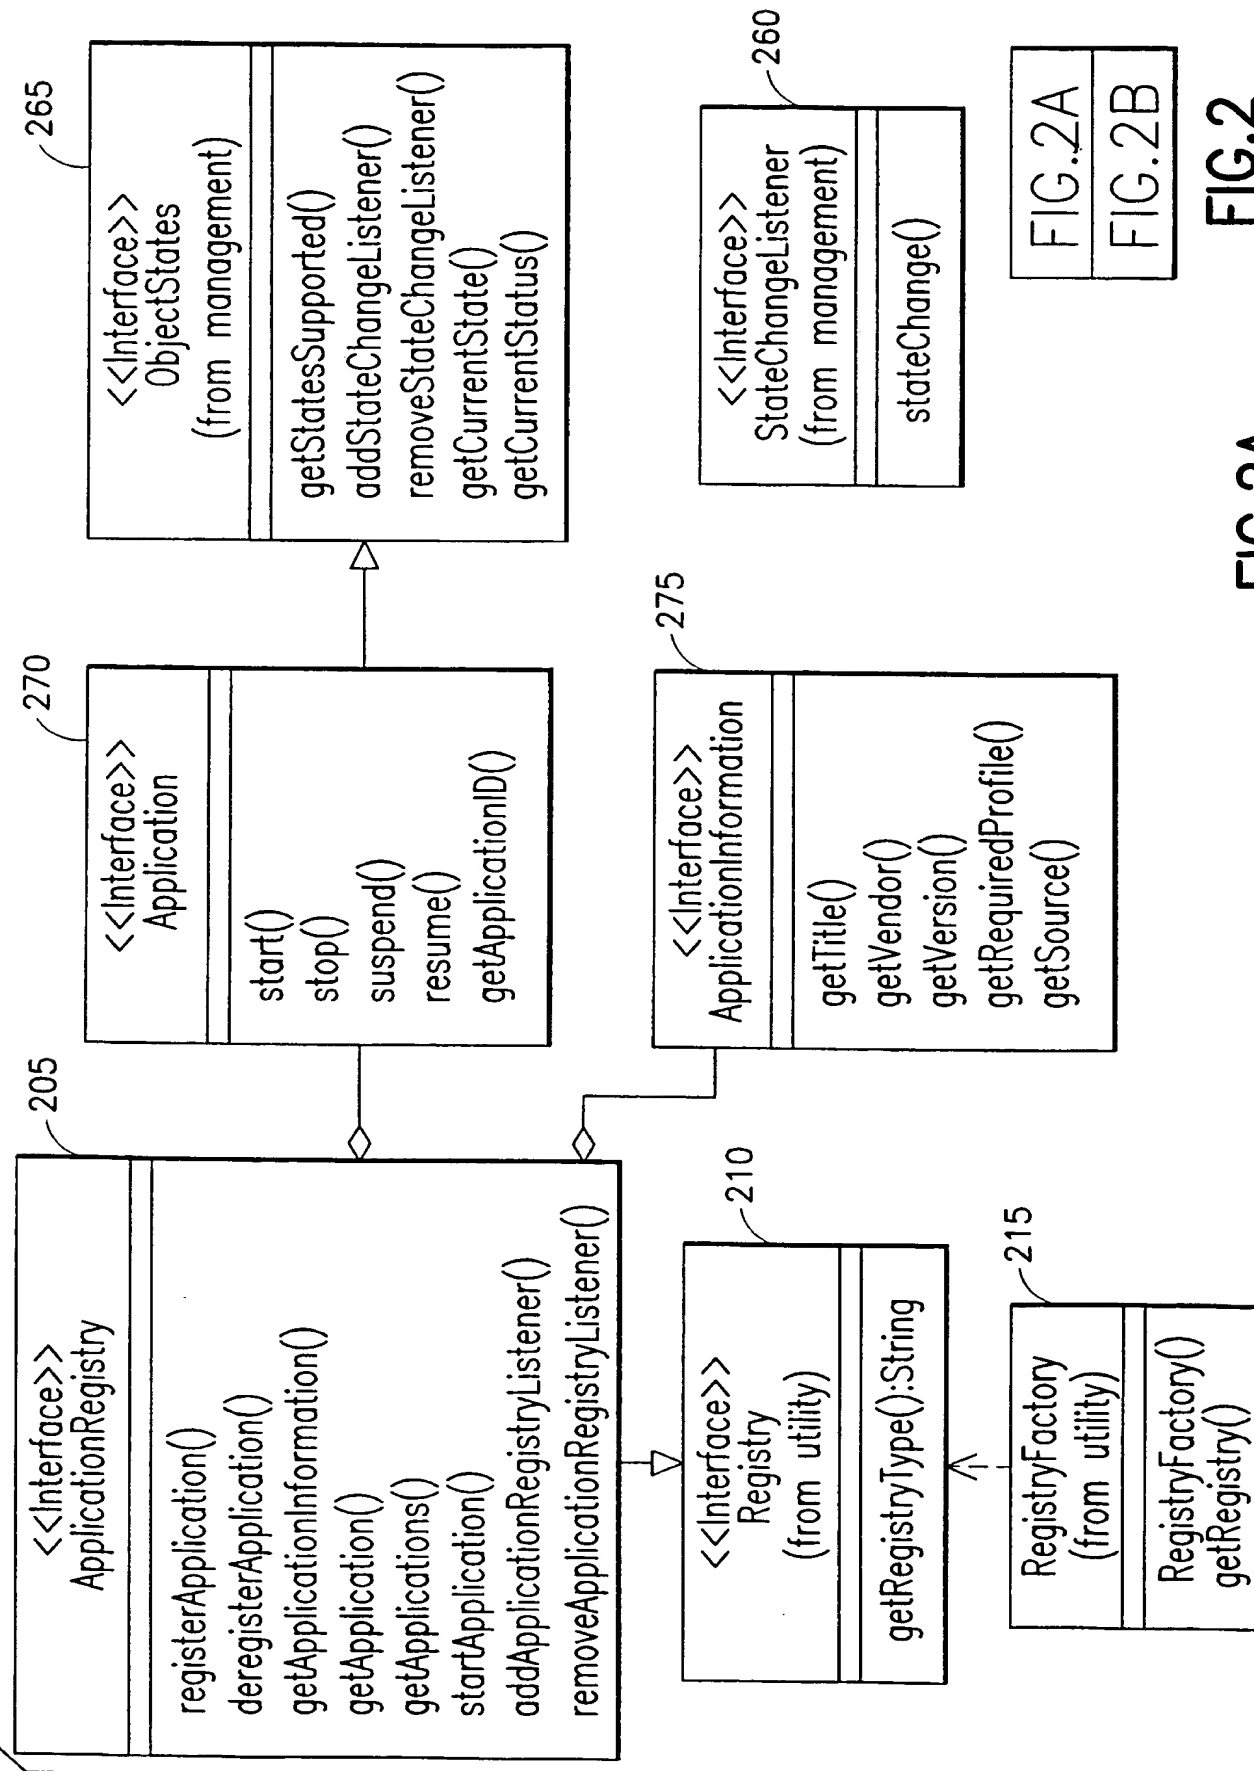 205
<<Interface>>
ApplicationRegistry
registerApplication()
deregisterApplication()
getApplicationInformation()
getApplication()
getApplications()
startApplication()
addApplicationRegistryListener()
removeApplicationRegistryListener()
270
<<Interface>>
Application
start()
stop()
suspend()
resume()
getApplicationID()
265
<<Interface>>
ObjectStates
(from management)
getStatesSupported()
addStateChangeListener()
removeStateChangeListener()
getCurrentState()
getCurrentStatus()
210
<<Interface>>
Registry
(from utility)
getRegistryType():String
275
<<Interface>>
ApplicationInformation
getTitle()
getVendor()
getVersion()
getRequiredProfile()
getSource()
260
<<Interface>>
StateChangeListener
(from management)
stateChange()
215
RegistryFactory
(from utility)
RegistryFactory()
getRegistry()
FIG.2A
FIG.2B
FIG.2
FIG.2A